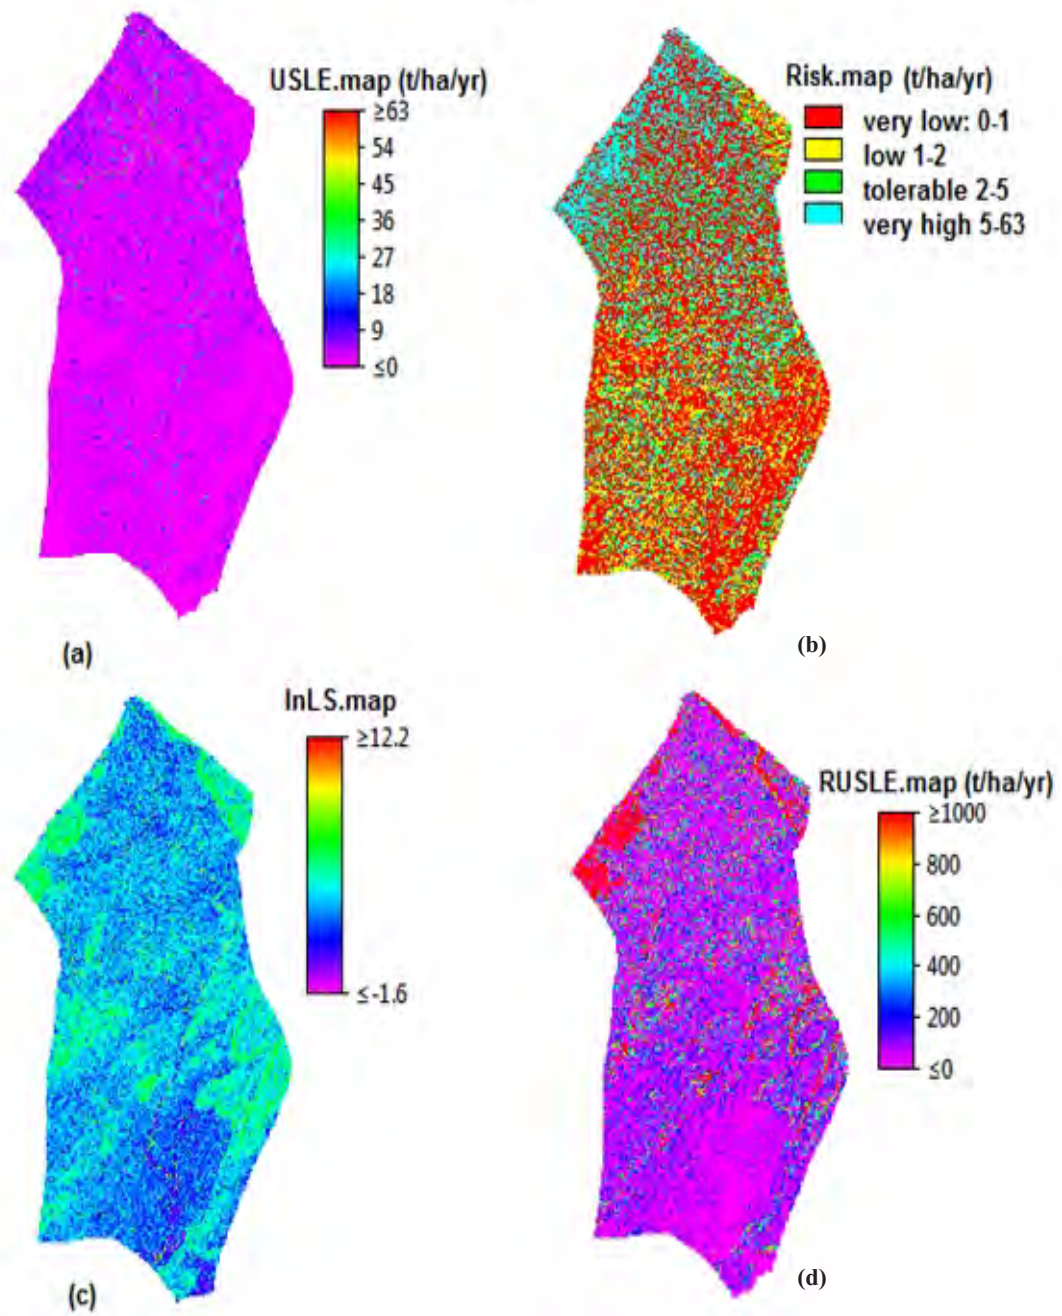 USLE.map (t/ha/yr)
≥63
54
45
36
27
18
9
≤0
(a)
Risk.map (t/ha/yr)
very low: 0-1
low 1-2
tolerable 2-5
very high 5-63
(b)
lnLS.map
≥12.2
≤-1.6
(c)
RUSLE.map (t/ha/yr)
≥1000
800
600
400
200
≤0
(d)